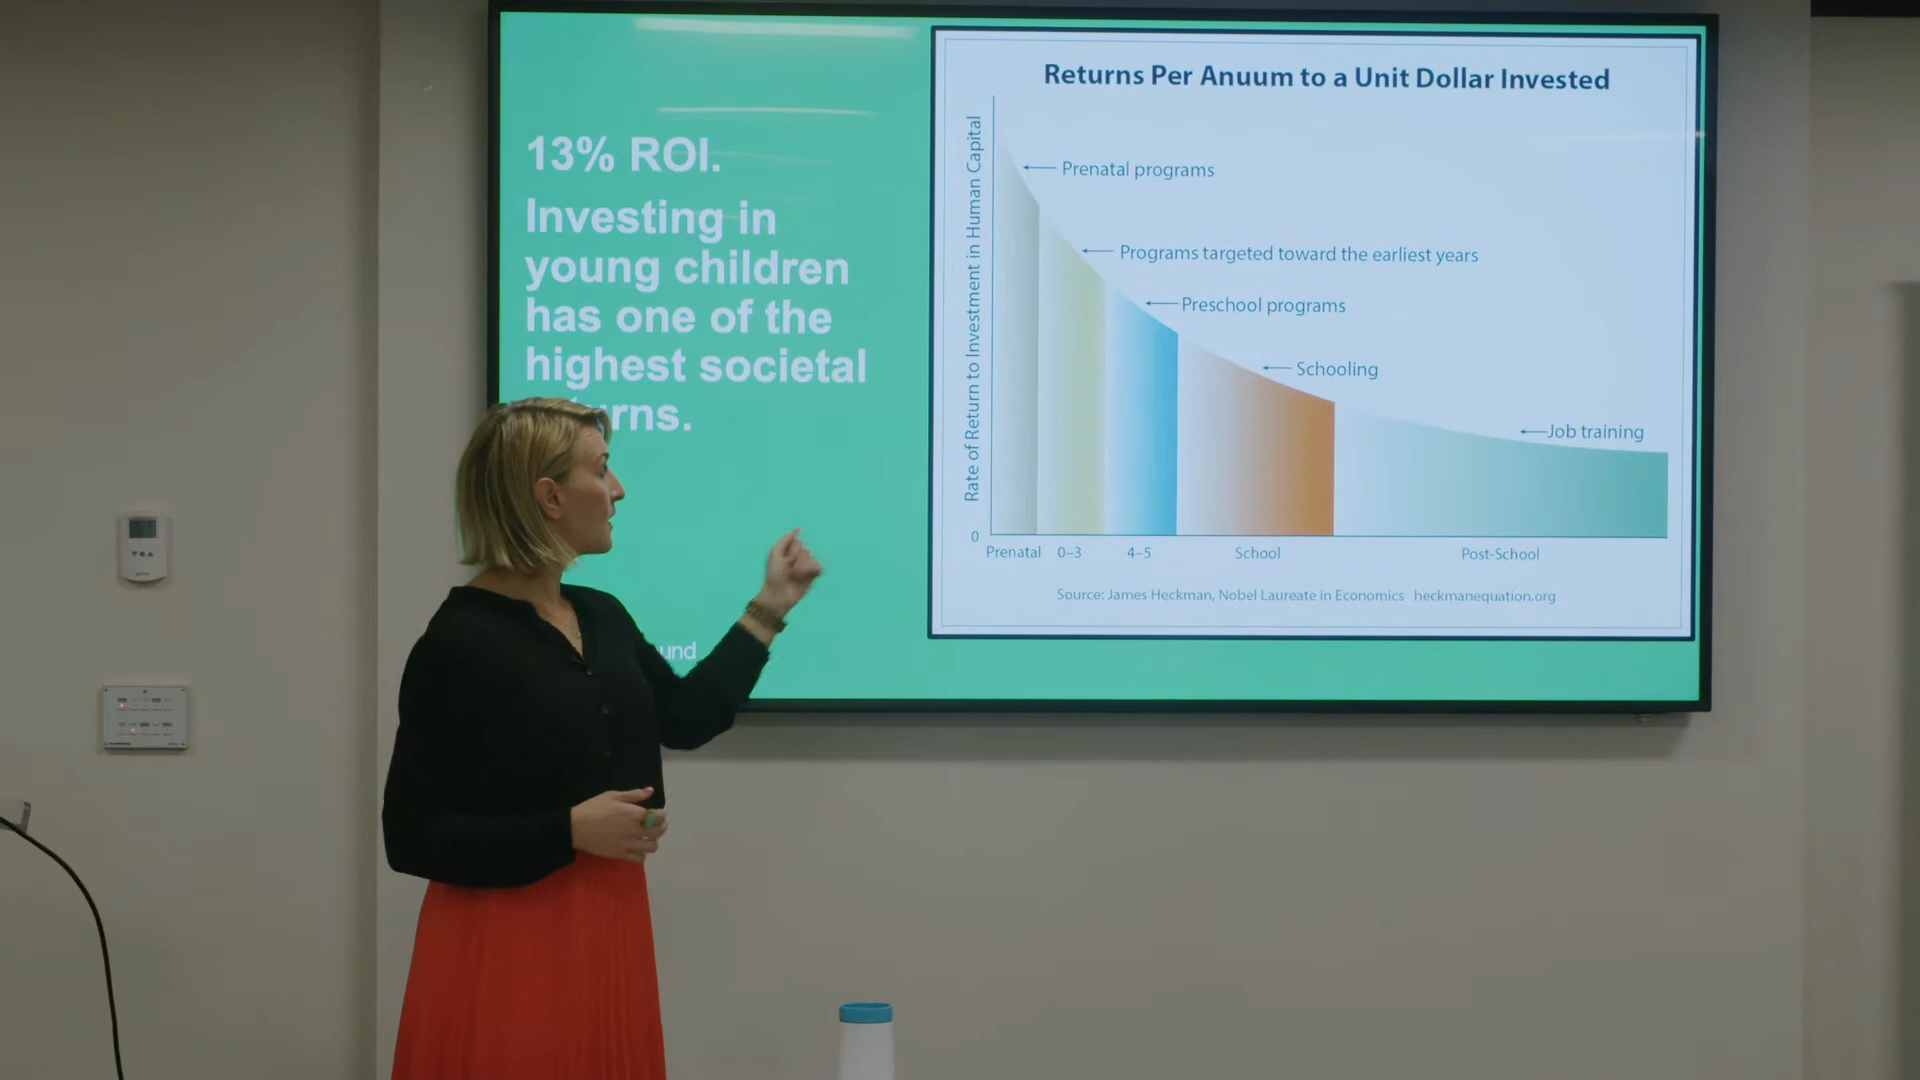 13% ROI.
Investing in
young children
has one of the
highest societal
Returns Per Anuum to a Unit Dollar Invested
Rate of Return to Investment in Human Capital
Prenatal programs
Programs targeted toward the earliest years
Preschool programs
Schooling
Job training
0
Prenatal 0–3 4–5 School Post-School
Source: James Heckman, Nobel Laureate in Economics heckmanequation.org